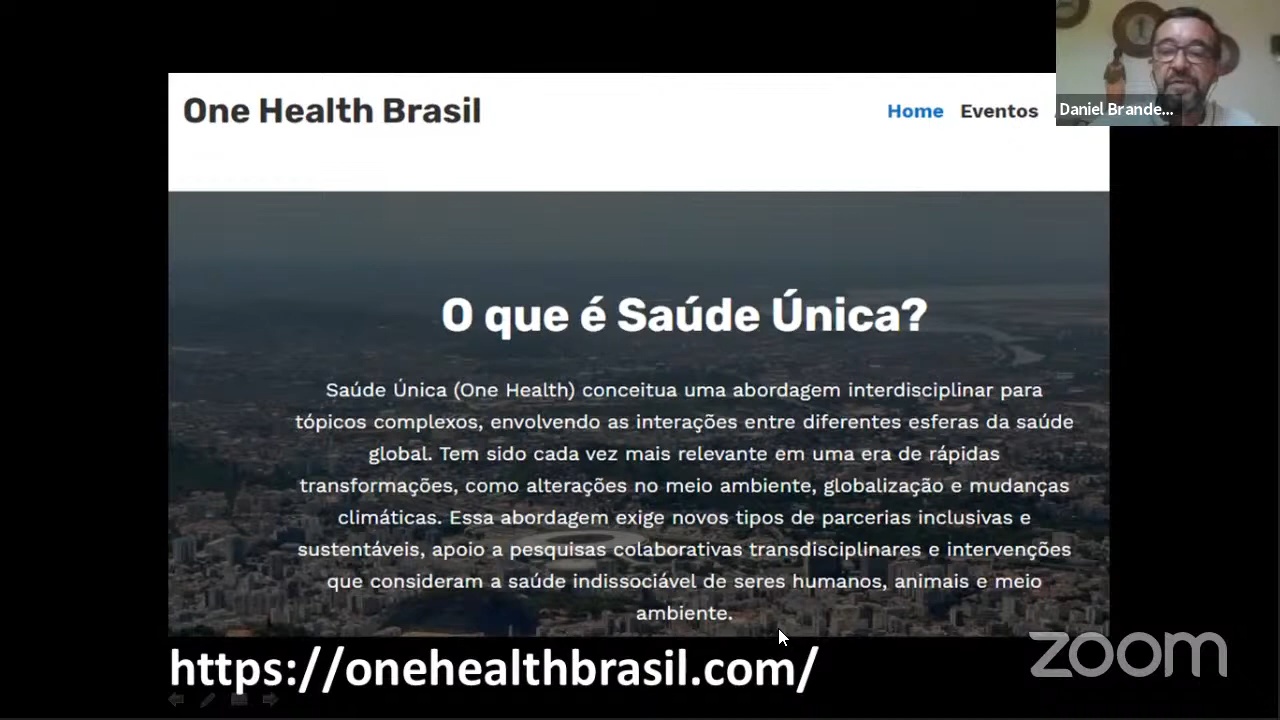 One Health Brasil
Home Eventos
Daniel Brande...
O que é Saúde Única?
Saúde Única (One Health) conceitua uma abordagem interdisciplinar para
tópicos complexos, envolvendo as interações entre diferentes esferas da saúde
global. Tem sido cada vez mais relevante em uma era de rápidas
transformações, como alterações no meio ambiente, globalização e mudanças
climáticas. Essa abordagem exige novos tipos de parcerias inclusivas e
sustentáveis, apoio a pesquisas colaborativas transdisciplinares e intervenções
que consideram a saúde indissociável de seres humanos, animais e meio
ambiente.
https://onehealthbrasil.com/
zoom